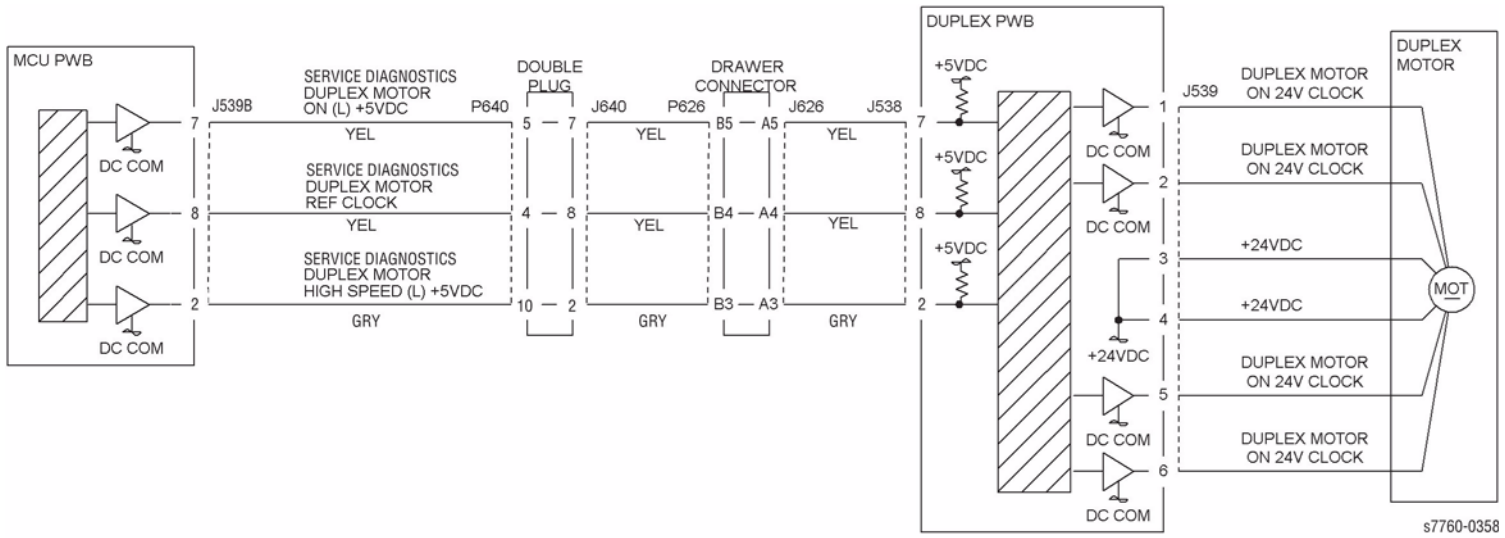 MCU PWB
DUPLEX PWB
DUPLEX
MOTOR
J539B
SERVICE DIAGNOSTICS
DUPLEX MOTOR
ON (L) +5VDC
P640
DOUBLE
PLUG
J640
P626
DRAWER
CONNECTOR
J626
J538
+5VDC
7
YEL
5 7
YEL
B5 A5
YEL
7
DC COM
SERVICE DIAGNOSTICS
DUPLEX MOTOR
REF CLOCK
+5VDC
8
YEL
4 8
YEL
B4 A4
YEL
8
DC COM
SERVICE DIAGNOSTICS
DUPLEX MOTOR
HIGH SPEED (L) +5VDC
+5VDC
2
GRY
10 2
GRY
B3 A3
GRY
2
DC COM
1
J539
DUPLEX MOTOR
ON 24V CLOCK
DC COM
2
DUPLEX MOTOR
ON 24V CLOCK
DC COM
3
+24VDC
MOT
4
+24VDC
+24VDC
5
DUPLEX MOTOR
ON 24V CLOCK
DC COM
6
DUPLEX MOTOR
ON 24V CLOCK
DC COM
s7760-0358